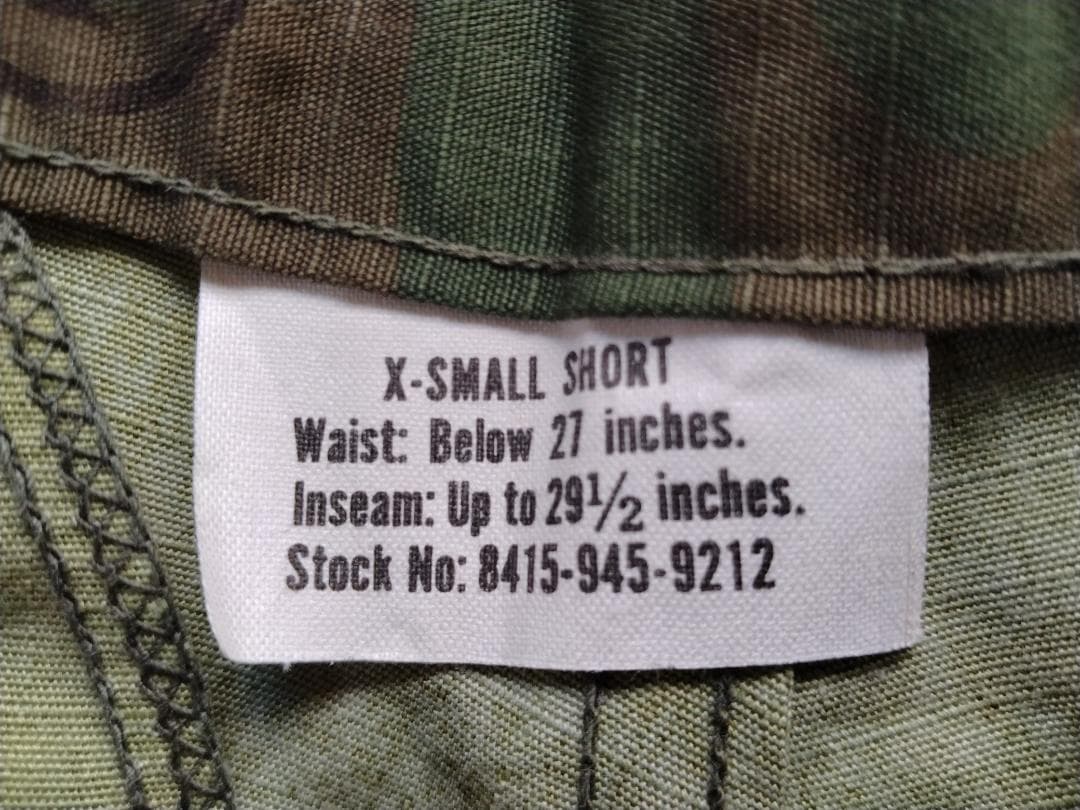 X-SMALL SHORT
Waist: Below 27 inches.
Inseam: Up to 29½ inches.
Stock No: 8415-945-9212